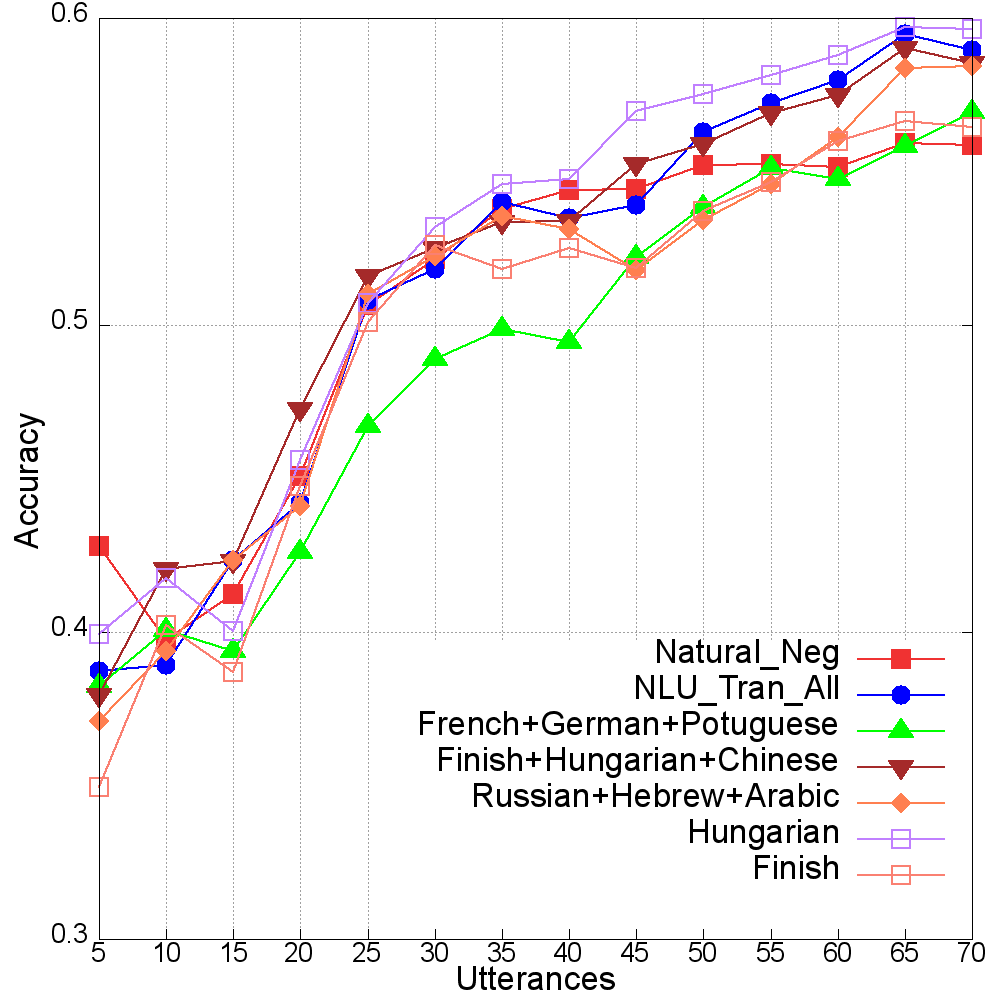 0.6
0.5
0.4
0.3
Accuracy
Natural_Neg
NLU_Tran_All
French+German+Potuguese
Finish+Hungarian+Chinese
Russian+Hebrew+Arabic
Hungarian
Finish
5 10 15 20 25 30 35 40 45 50 55 60 65 70
Utterances